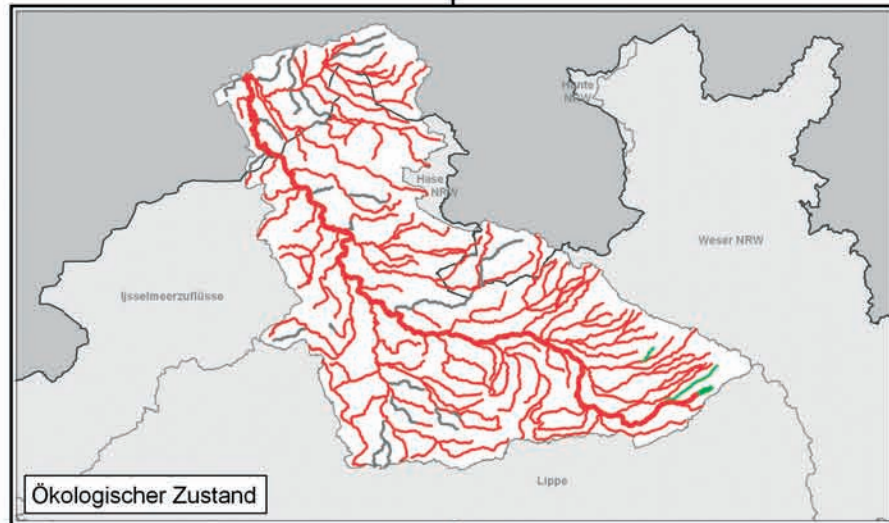 Hunte
NRW
Hase
NRW
Weser NRW
Ijsselmeerzuflüsse
Lippe
Ökologischer Zustand